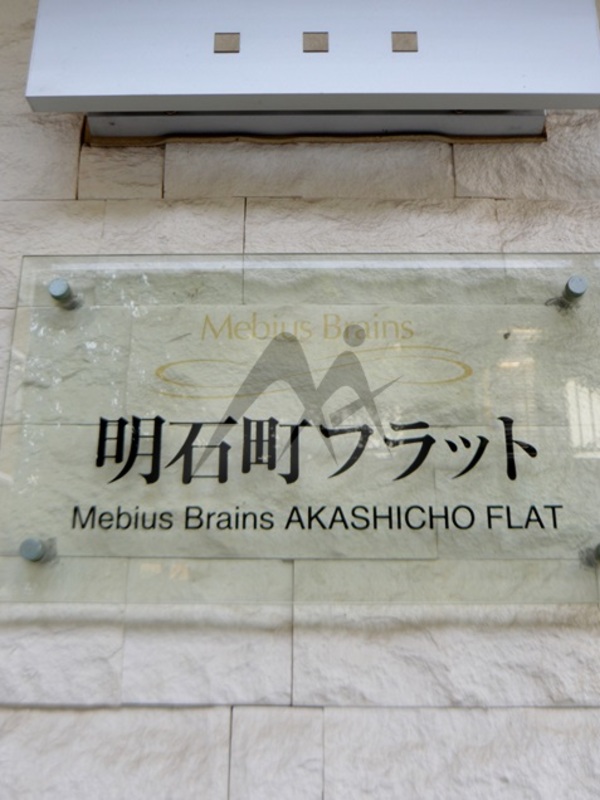 Mebius Brains
明石町フラット
Mebius Brains AKASHICHO FLAT